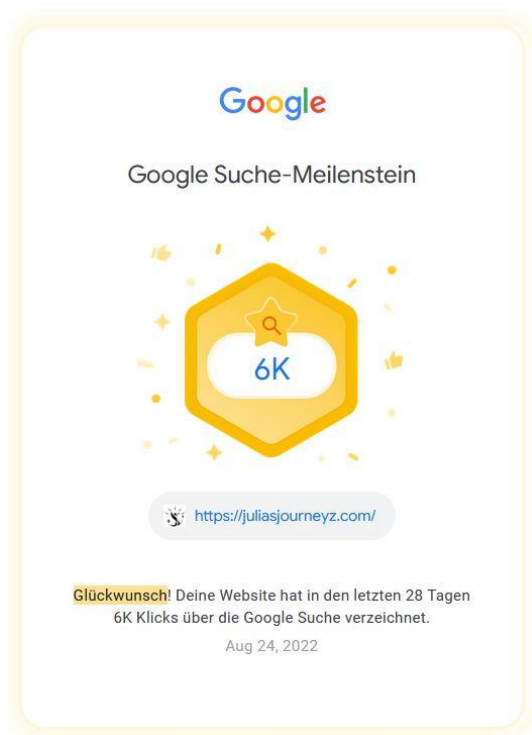 Google
Google Suche-Meilenstein
6K
https://juliasjourneyz.com/
Glückwunsch! Deine Website hat in den letzten 28 Tagen
6K Klicks über die Google Suche verzeichnet.
Aug 24, 2022